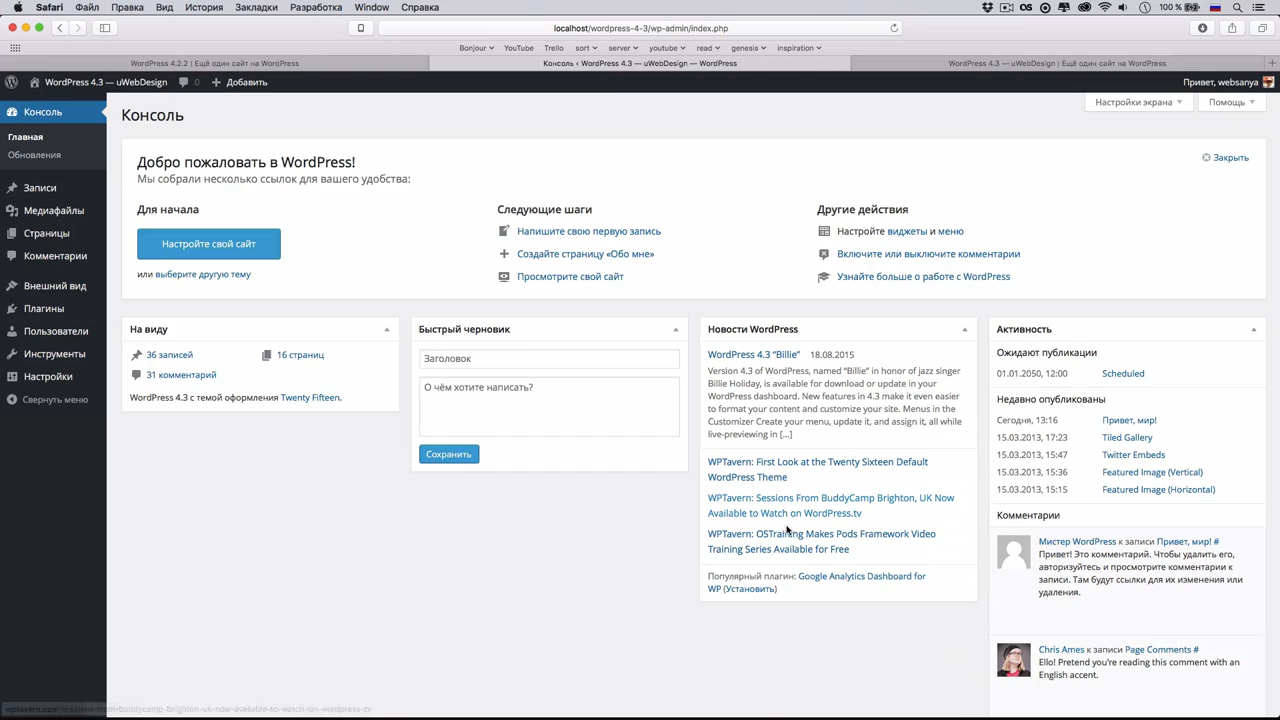 Safari Файл Правка Вид История Закладки Разработка Window Справка
100 %
localhost/wordpress-4-3/wp-admin/index.php
Bonjour YouTube Trello sort server youtube read genesis inspiration
WordPress 4.2.2 | Ещё один сайт на WordPress
Консоль ‹ WordPress 4.3 — uWebDesign — WordPress
WordPress 4.3 — uWebDesign | Ещё один сайт на WordPress
WordPress 4.3 — uWebDesign 0 Добавить
Привет, websanya
Консоль
Главная
Обновления
Записи
Медиафайлы
Страницы
Комментарии
Внешний вид
Плагины
Пользователи
Инструменты
Настройки
Свернуть меню
Консоль
Настройки экрана
Помощь
Добро пожаловать в WordPress!
Закрыть
Мы собрали несколько ссылок для вашего удобства:
Для начала
Настройте свой сайт
или выберите другую тему
Следующие шаги
Напишите свою первую запись
Создайте страницу «Обо мне»
Просмотрите свой сайт
Другие действия
Настройте виджеты и меню
Включите или выключите комментарии
Узнайте больше о работе с WordPress
На виду
36 записей
16 страниц
31 комментарий
WordPress 4.3 с темой оформления Twenty Fifteen.
Быстрый черновик
Заголовок
О чём хотите написать?
Сохранить
Новости WordPress
WordPress 4.3 “Billie” 18.08.2015
Version 4.3 of WordPress, named “Billie” in honor of jazz singer
Billie Holiday, is available for download or update in your
WordPress dashboard. New features in 4.3 make it even easier
to format your content and customize your site. Menus in the
Customizer Create your menu, update it, and assign it, all while
live-previewing in […]
WPTavern: First Look at the Twenty Sixteen Default
WordPress Theme
WPTavern: Sessions From BuddyCamp Brighton, UK Now
Available to Watch on WordPress.tv
WPTavern: OSTraining Makes Pods Framework Video
Training Series Available for Free
Популярный плагин: Google Analytics Dashboard for
WP (Установить)
Активность
Ожидают публикации
01.01.2050, 12:00 Scheduled
Недавно опубликованы
Сегодня, 13:16 Привет, мир!
15.03.2013, 17:23 Tiled Gallery
15.03.2013, 15:47 Twitter Embeds
15.03.2013, 15:36 Featured Image (Vertical)
15.03.2013, 15:15 Featured Image (Horizontal)
Комментарии
Мистер WordPress к записи Привет, мир! #
Привет! Это комментарий. Чтобы удалить его,
авторизуйтесь и просмотрите комментарии к
записи. Там будут ссылки для их изменения или
удаления.
Chris Ames к записи Page Comments #
Ello! Pretend you're reading this comment with an
English accent.
wptavern.com/sessions-from-buddycamp-brighton-uk-now-available-to-watch-on-wordpress-tv